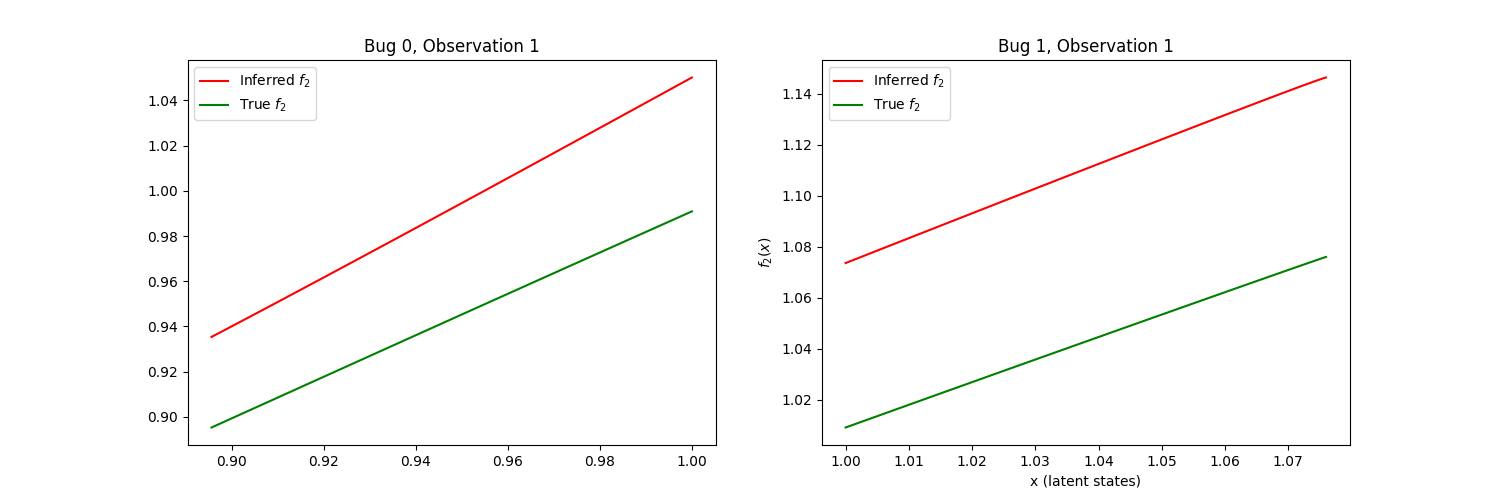 Bug 0, Observation 1
Inferred f₂
True f₂
1.04
1.02
1.00
0.98
0.96
0.94
0.92
0.90
0.90 0.92 0.94 0.96 0.98 1.00
Bug 1, Observation 1
Inferred f₂
True f₂
f₂(x)
1.14
1.12
1.10
1.08
1.06
1.04
1.02
1.00 1.01 1.02 1.03 1.04 1.05 1.06 1.07
x (latent states)